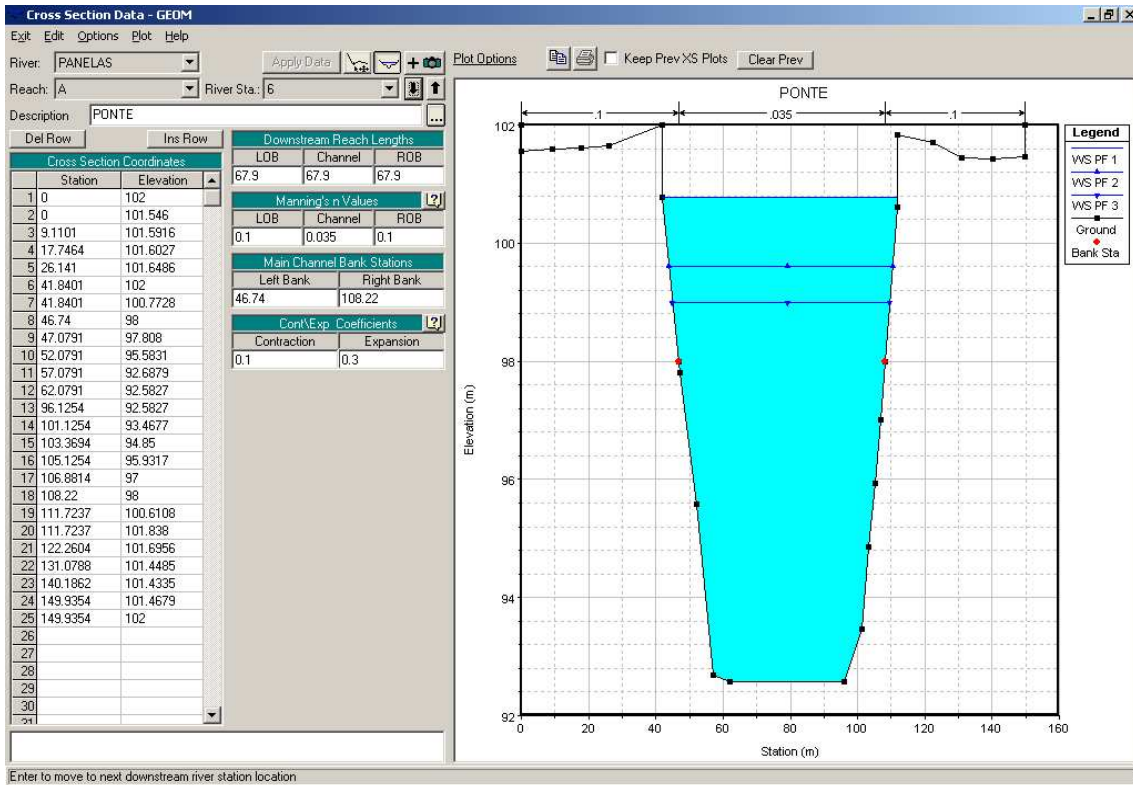 Cross Section Data - GEOM
Exit Edit Options Plot Help
River: PANELAS Apply Data
Reach: A River Sta.: 6
Description PONTE ...
Del Row Ins Row
Cross Section Coordinates
Station Elevation
1 0 102
2 0 101.546
3 9.1101 101.5916
4 17.7464 101.6027
5 26.141 101.6486
6 41.8401 102
7 41.8401 100.7728
8 46.74 98
9 47.0791 97.808
10 52.0791 95.5831
11 57.0791 92.6879
12 62.0791 92.5827
13 96.1254 92.5827
14 101.1254 93.4677
15 103.3694 94.85
16 105.1254 95.9317
17 106.8814 97
18 108.22 98
19 111.7237 100.6108
20 111.7237 101.838
21 122.2604 101.6956
22 131.0788 101.4485
23 140.1862 101.4335
24 149.9354 101.4679
25 149.9354 102
26
27
28
29
30
31
Downstream Reach Lengths
LOB Channel ROB
67.9 67.9 67.9
Manning's n Values
LOB Channel ROB
0.1 0.035 0.1
Main Channel Bank Stations
Left Bank Right Bank
46.74 108.22
Cont\Exp Coefficients
Contraction Expansion
0.1 0.3
Plot Options Keep Prev XS Plots Clear Prev
PONTE
.1 .035 .1
102
100
98
96
94
92
Elevation (m)
0 20 40 60 80 100 120 140 160
Station (m)
Legend
WS PF 1
WS PF 2
WS PF 3
Ground
Bank Sta
Enter to move to next downstream river station location